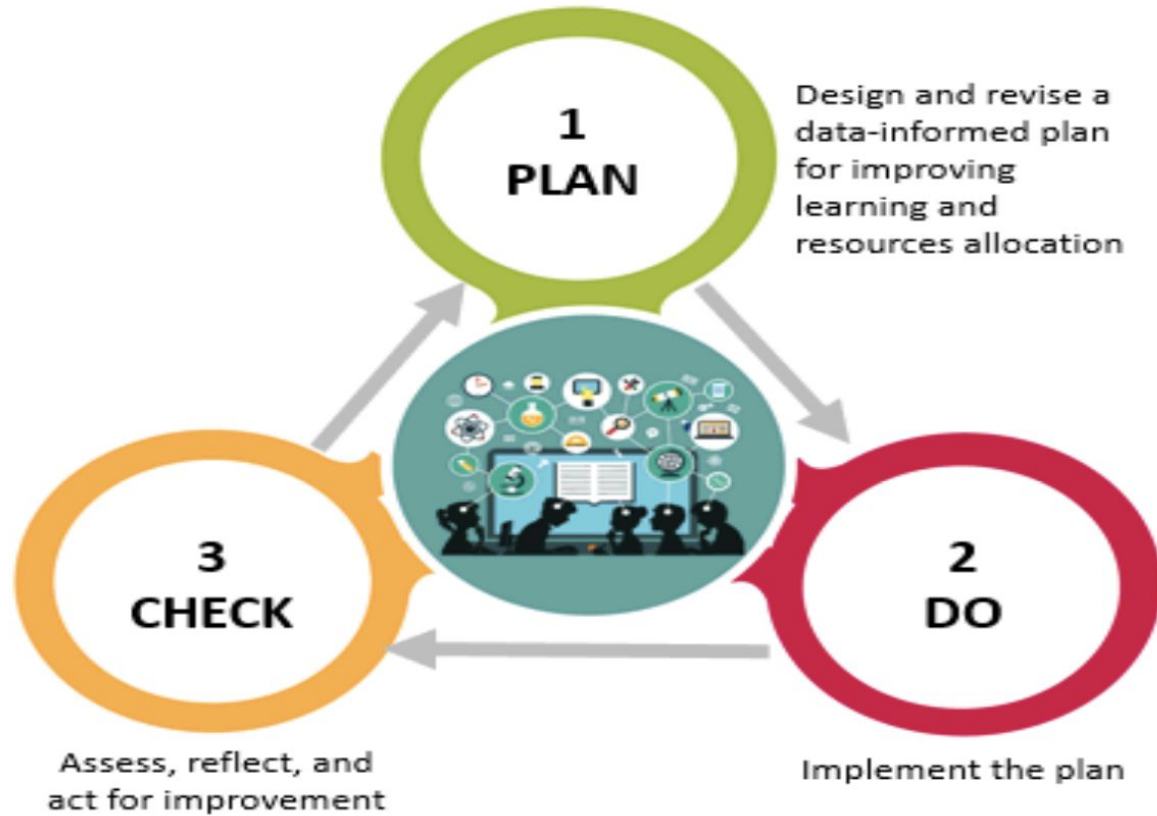 1
PLAN
Design and revise a
data-informed plan
for improving
learning and
resources allocation
2
DO
Implement the plan
3
CHECK
Assess, reflect, and
act for improvement